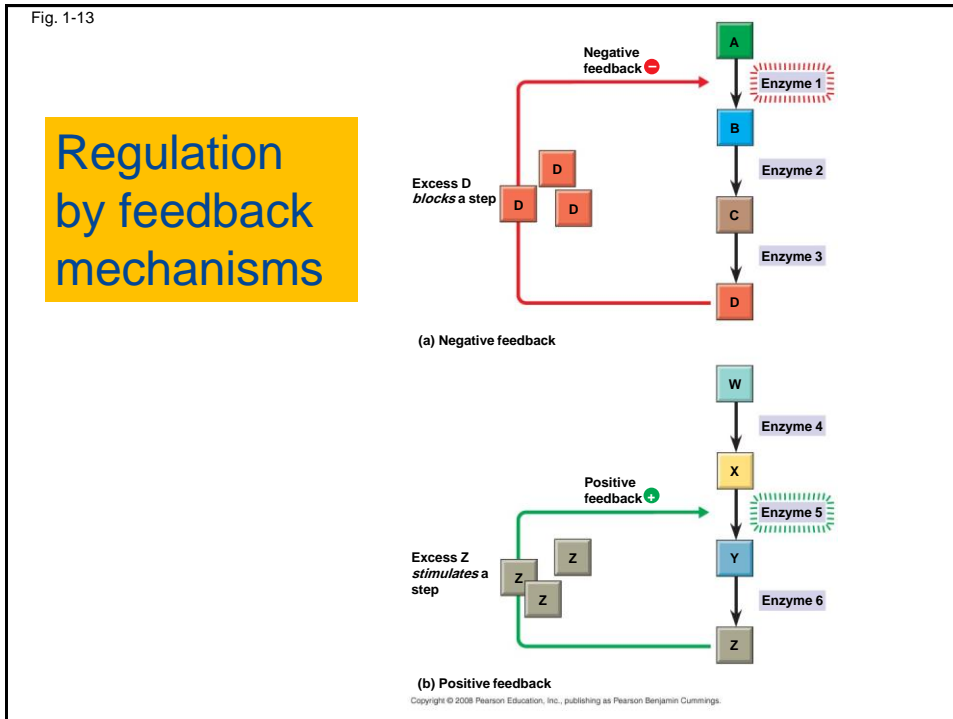 Fig. 1-13
Regulation
by feedback
mechanisms
Negative
feedback –
A
Enzyme 1
B
Enzyme 2
Excess D
blocks a step
D
D
D
C
Enzyme 3
D
(a) Negative feedback
W
Enzyme 4
X
Positive
feedback +
Enzyme 5
Excess Z
stimulates a
step
Z
Z
Z
Y
Enzyme 6
Z
(b) Positive feedback
Copyright © 2008 Pearson Education, Inc., publishing as Pearson Benjamin Cummings.